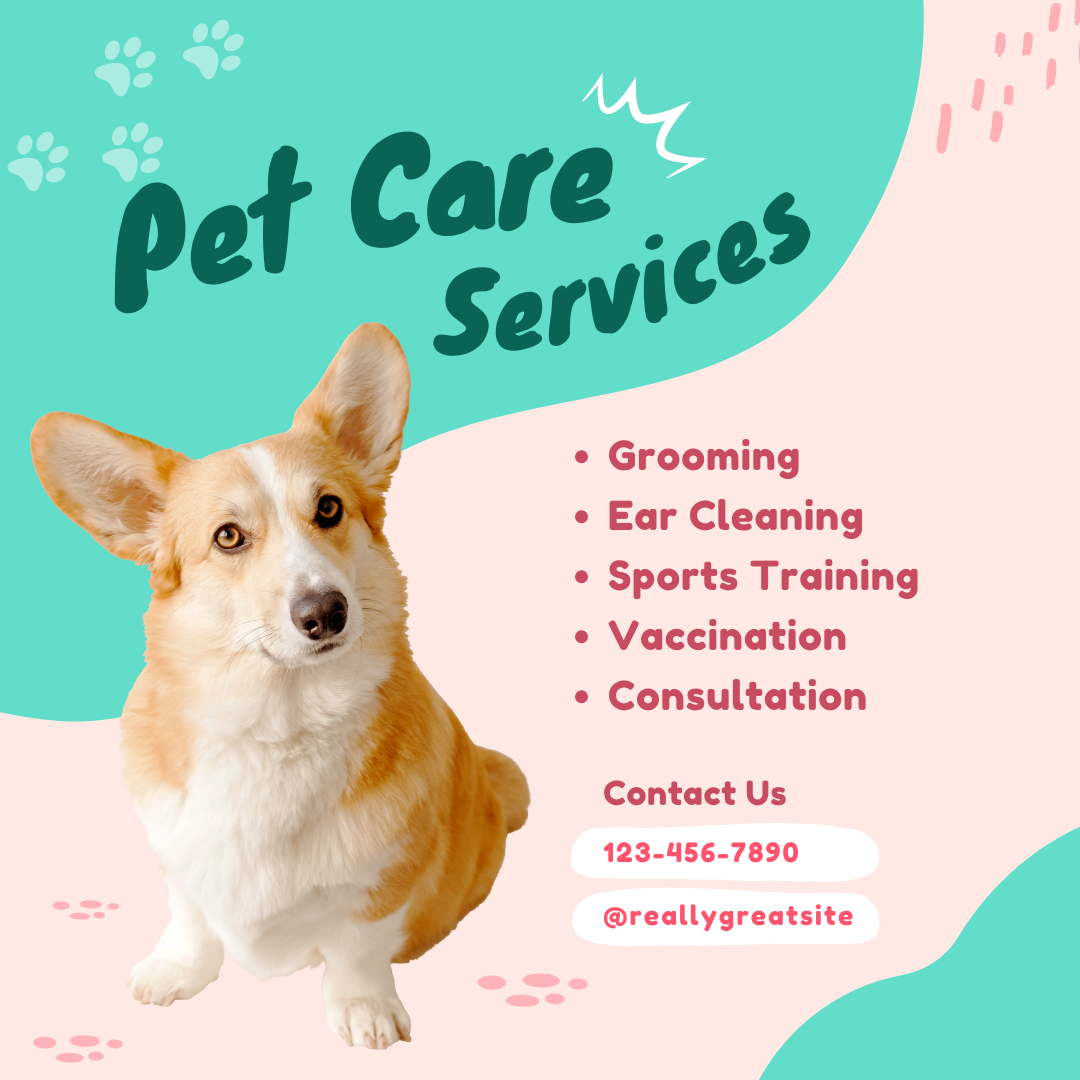 Pet Care
Services
• Grooming
• Ear Cleaning
• Sports Training
• Vaccination
• Consultation
Contact Us
123-456-7890
@reallygreatsite